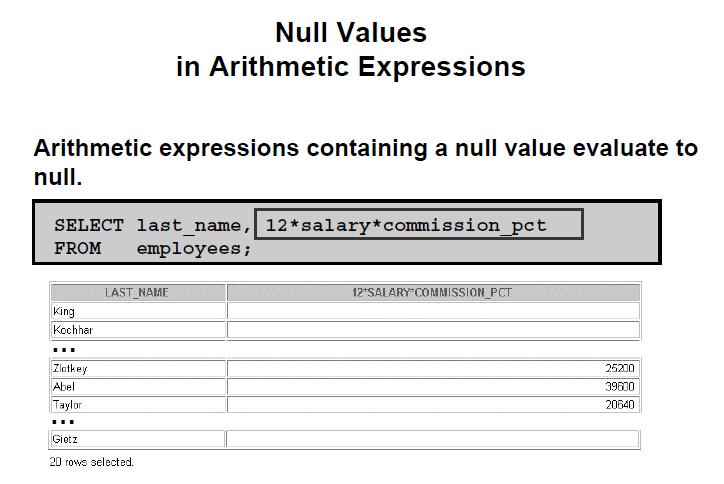 Null Values
in Arithmetic Expressions
Arithmetic expressions containing a null value evaluate to
null.
SELECT last_name, 12*salary*commission_pct
FROM employees;
LAST_NAME 12*SALARY*COMMISSION_PCT
King
Kochhar
...
Zlotkey 25200
Abel 39600
Taylor 20640
...
Gietz
20 rows selected.